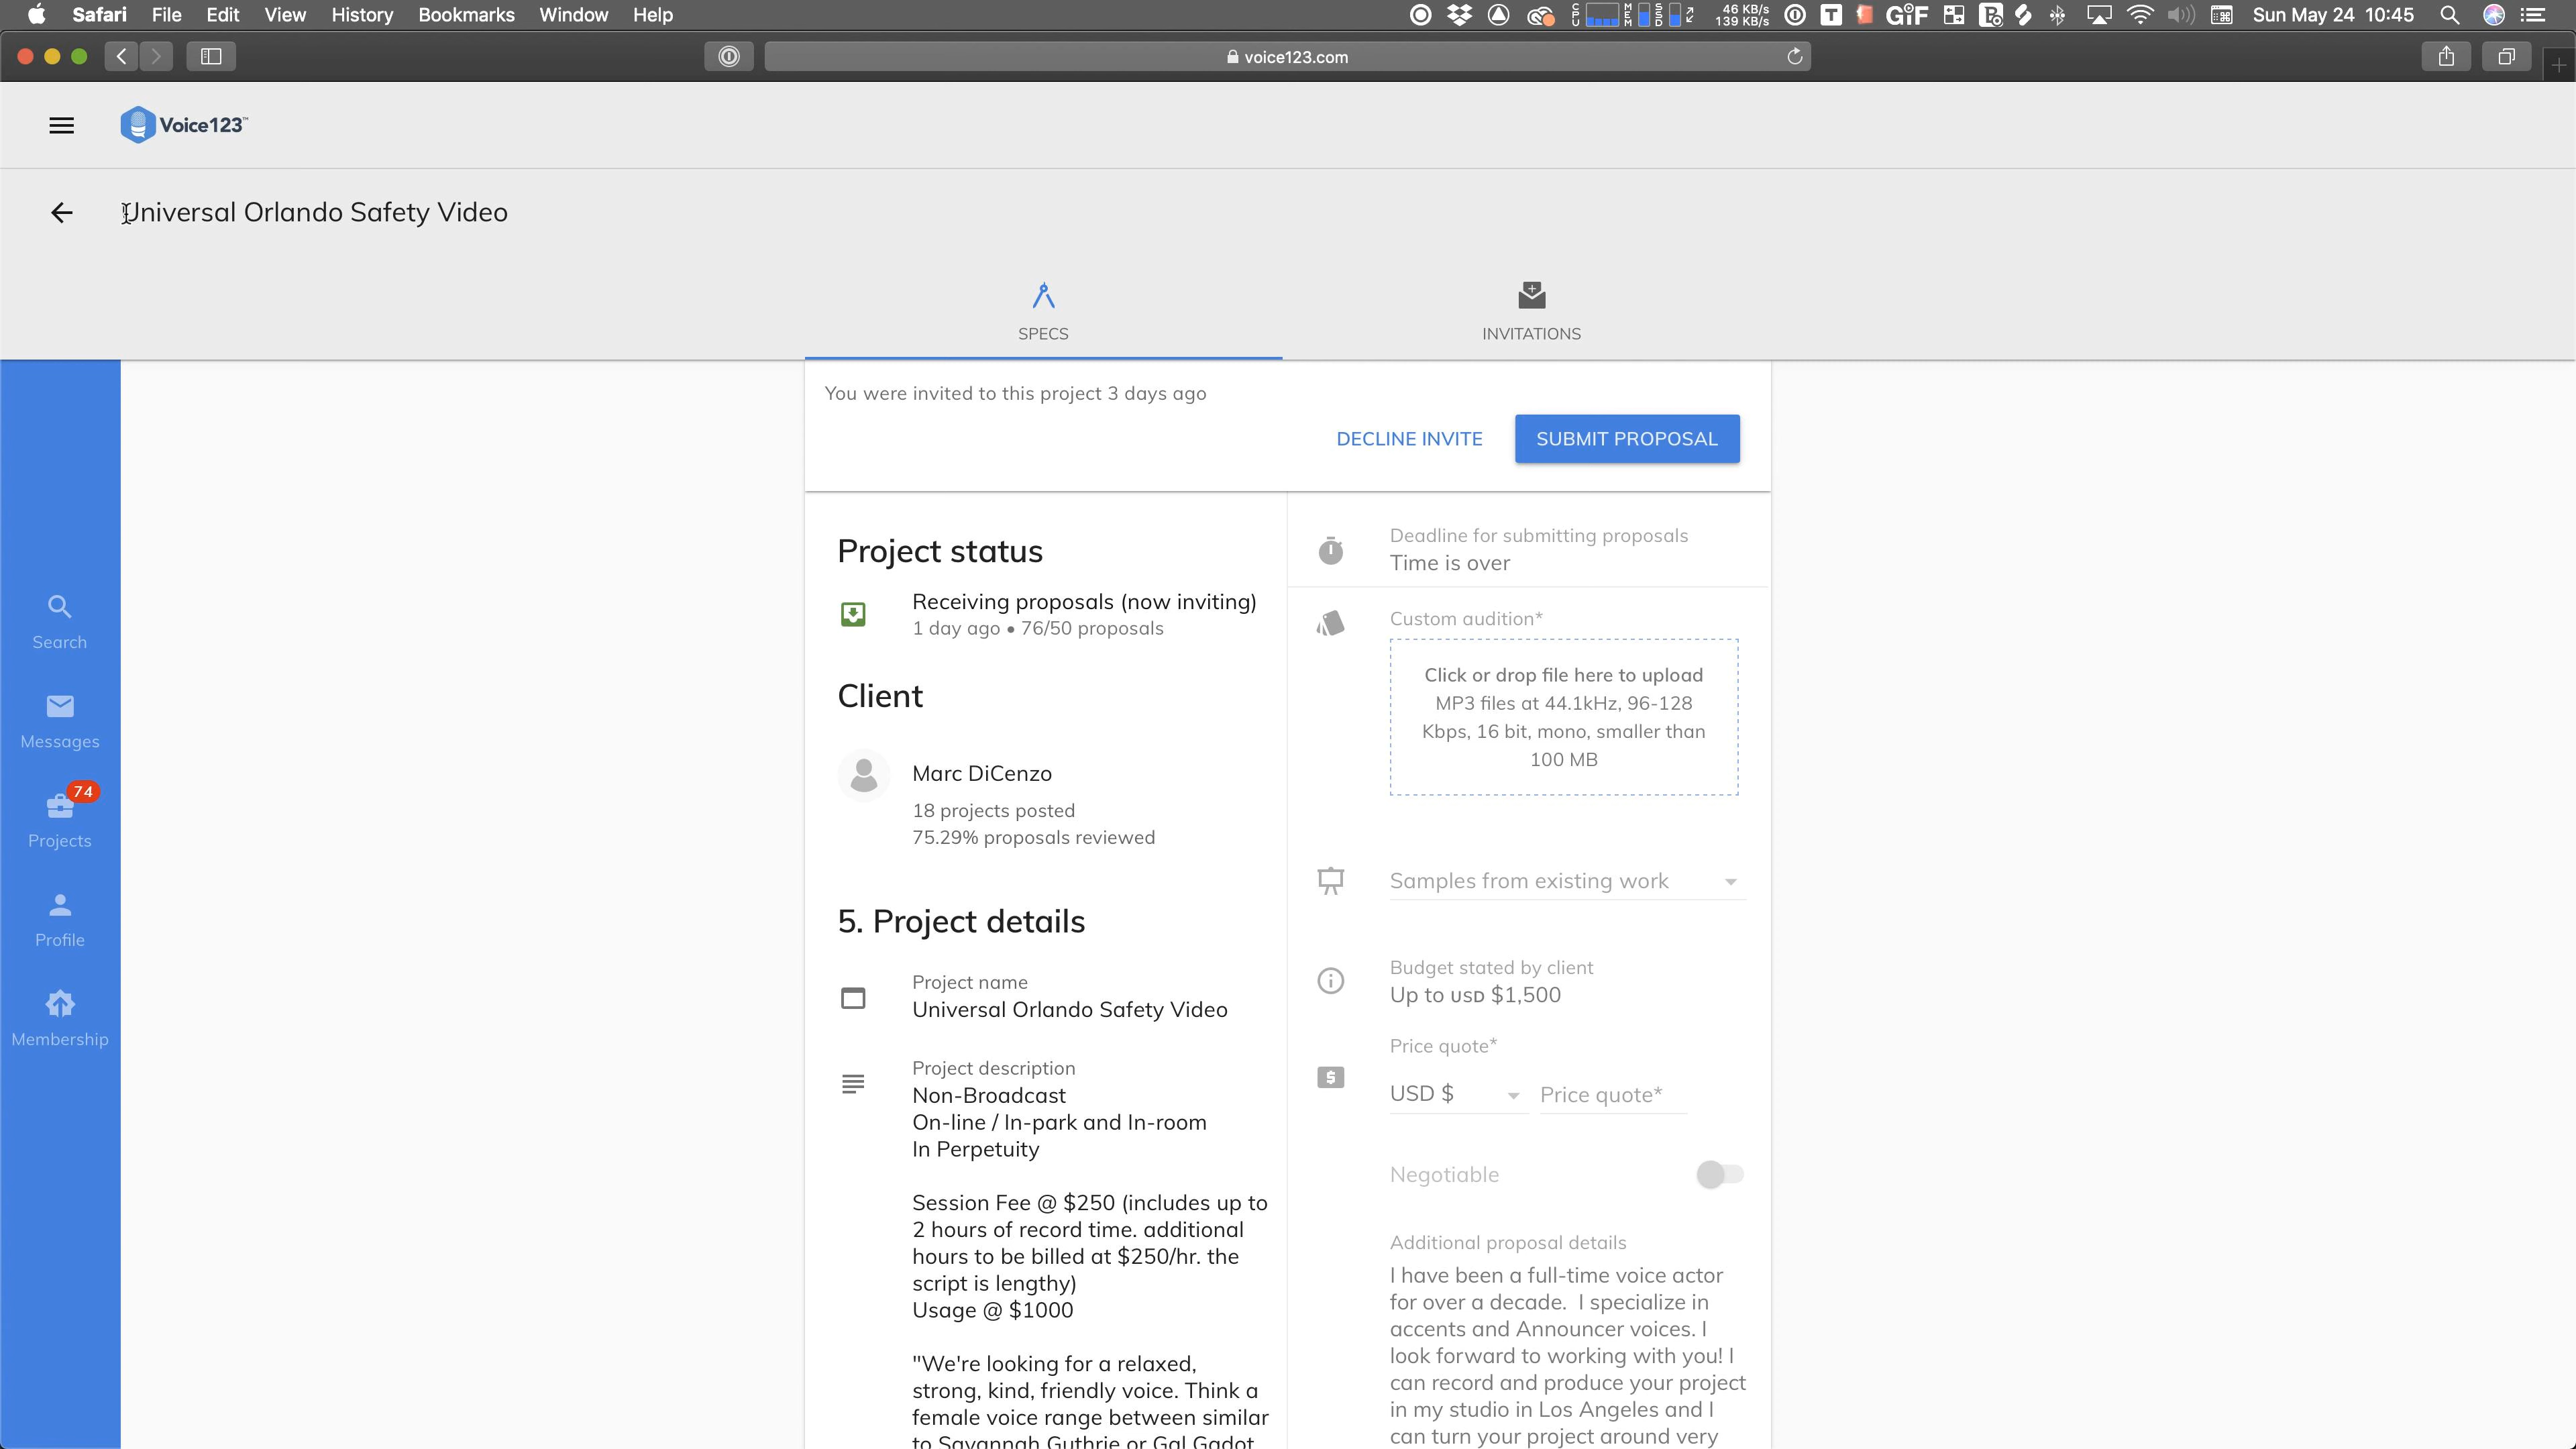 Safari File Edit View History Bookmarks Window Help
46 KB/s
139 KB/s
Sun May 24 10:45
voice123.com
Voice123™
Universal Orlando Safety Video
SPECS
INVITATIONS
You were invited to this project 3 days ago
DECLINE INVITE
SUBMIT PROPOSAL
Search
Messages
74
Projects
Profile
Membership
Project status
Receiving proposals (now inviting)
1 day ago • 76/50 proposals
Client
Marc DiCenzo
18 projects posted
75.29% proposals reviewed
5. Project details
Project name
Universal Orlando Safety Video
Project description
Non-Broadcast
On-line / In-park and In-room
In Perpetuity
Session Fee @ $250 (includes up to
2 hours of record time. additional
hours to be billed at $250/hr. the
script is lengthy)
Usage @ $1000
"We're looking for a relaxed,
strong, kind, friendly voice. Think a
female voice range between similar
to Savannah Guthrie or Gal Gadot
Deadline for submitting proposals
Time is over
Custom audition*
Click or drop file here to upload
MP3 files at 44.1kHz, 96-128
Kbps, 16 bit, mono, smaller than
100 MB
Samples from existing work
Budget stated by client
Up to USD $1,500
Price quote*
USD $
Price quote*
Negotiable
Additional proposal details
I have been a full-time voice actor
for over a decade. I specialize in
accents and Announcer voices. I
look forward to working with you! I
can record and produce your project
in my studio in Los Angeles and I
can turn your project around very